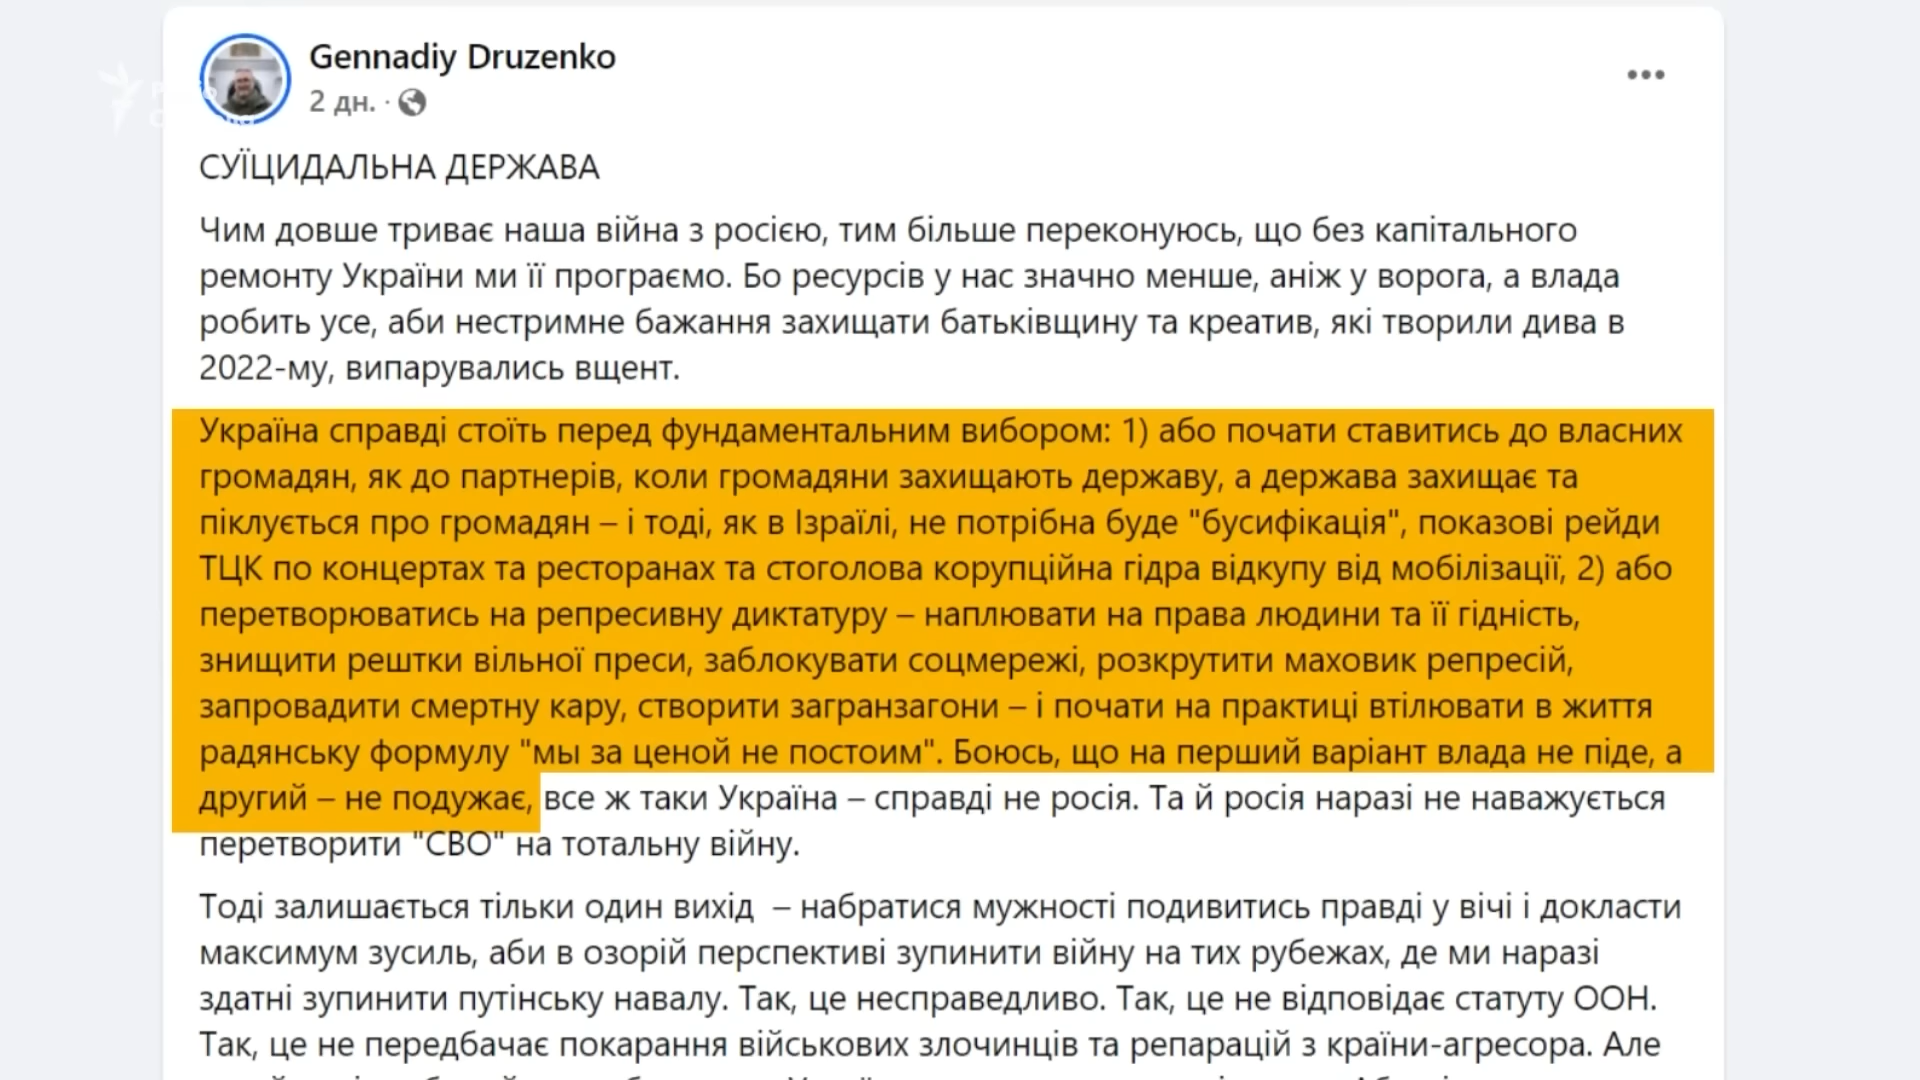 Gennadiy Druzenko
2 дн. ·
СУЇЦИДАЛЬНА ДЕРЖАВА
Чим довше триває наша війна з росією, тим більше переконуюсь, що без капітального
ремонту України ми її програємо. Бо ресурсів у нас значно менше, аніж у ворога, а влада
робить усе, аби нестримне бажання захищати батьківщину та креатив, які творили дива в
2022-му, випарувались вщент.
Україна справді стоїть перед фундаментальним вибором: 1) або почати ставитись до власних
громадян, як до партнерів, коли громадяни захищають державу, а держава захищає та
піклується про громадян – і тоді, як в Ізраїлі, не потрібна буде "бусифікація", показові рейди
ТЦК по концертах та ресторанах та стоголова корупційна гідра відкупу від мобілізації, 2) або
перетворюватись на репресивну диктатуру – наплювати на права людини та її гідність,
знищити рештки вільної преси, заблокувати соцмережі, розкрутити маховик репресій,
запровадити смертну кару, створити загранзагони – і почати на практиці втілювати в життя
радянську формулу "мы за ценой не постоим". Боюсь, що на перший варіант влада не піде, а
другий – не подужає, все ж таки Україна – справді не росія. Та й росія наразі не наважується
перетворити "СВО" на тотальну війну.
Тоді залишається тільки один вихід – набратися мужності подивитись правді у вічі і докласти
максимум зусиль, аби в озорій перспективі зупинити війну на тих рубежах, де ми наразі
здатні зупинити путінську навалу. Так, це несправедливо. Так, це не відповідає статуту ООН.
Так, це не передбачає покарання військових злочинців та репарацій з країни-агресора. Але